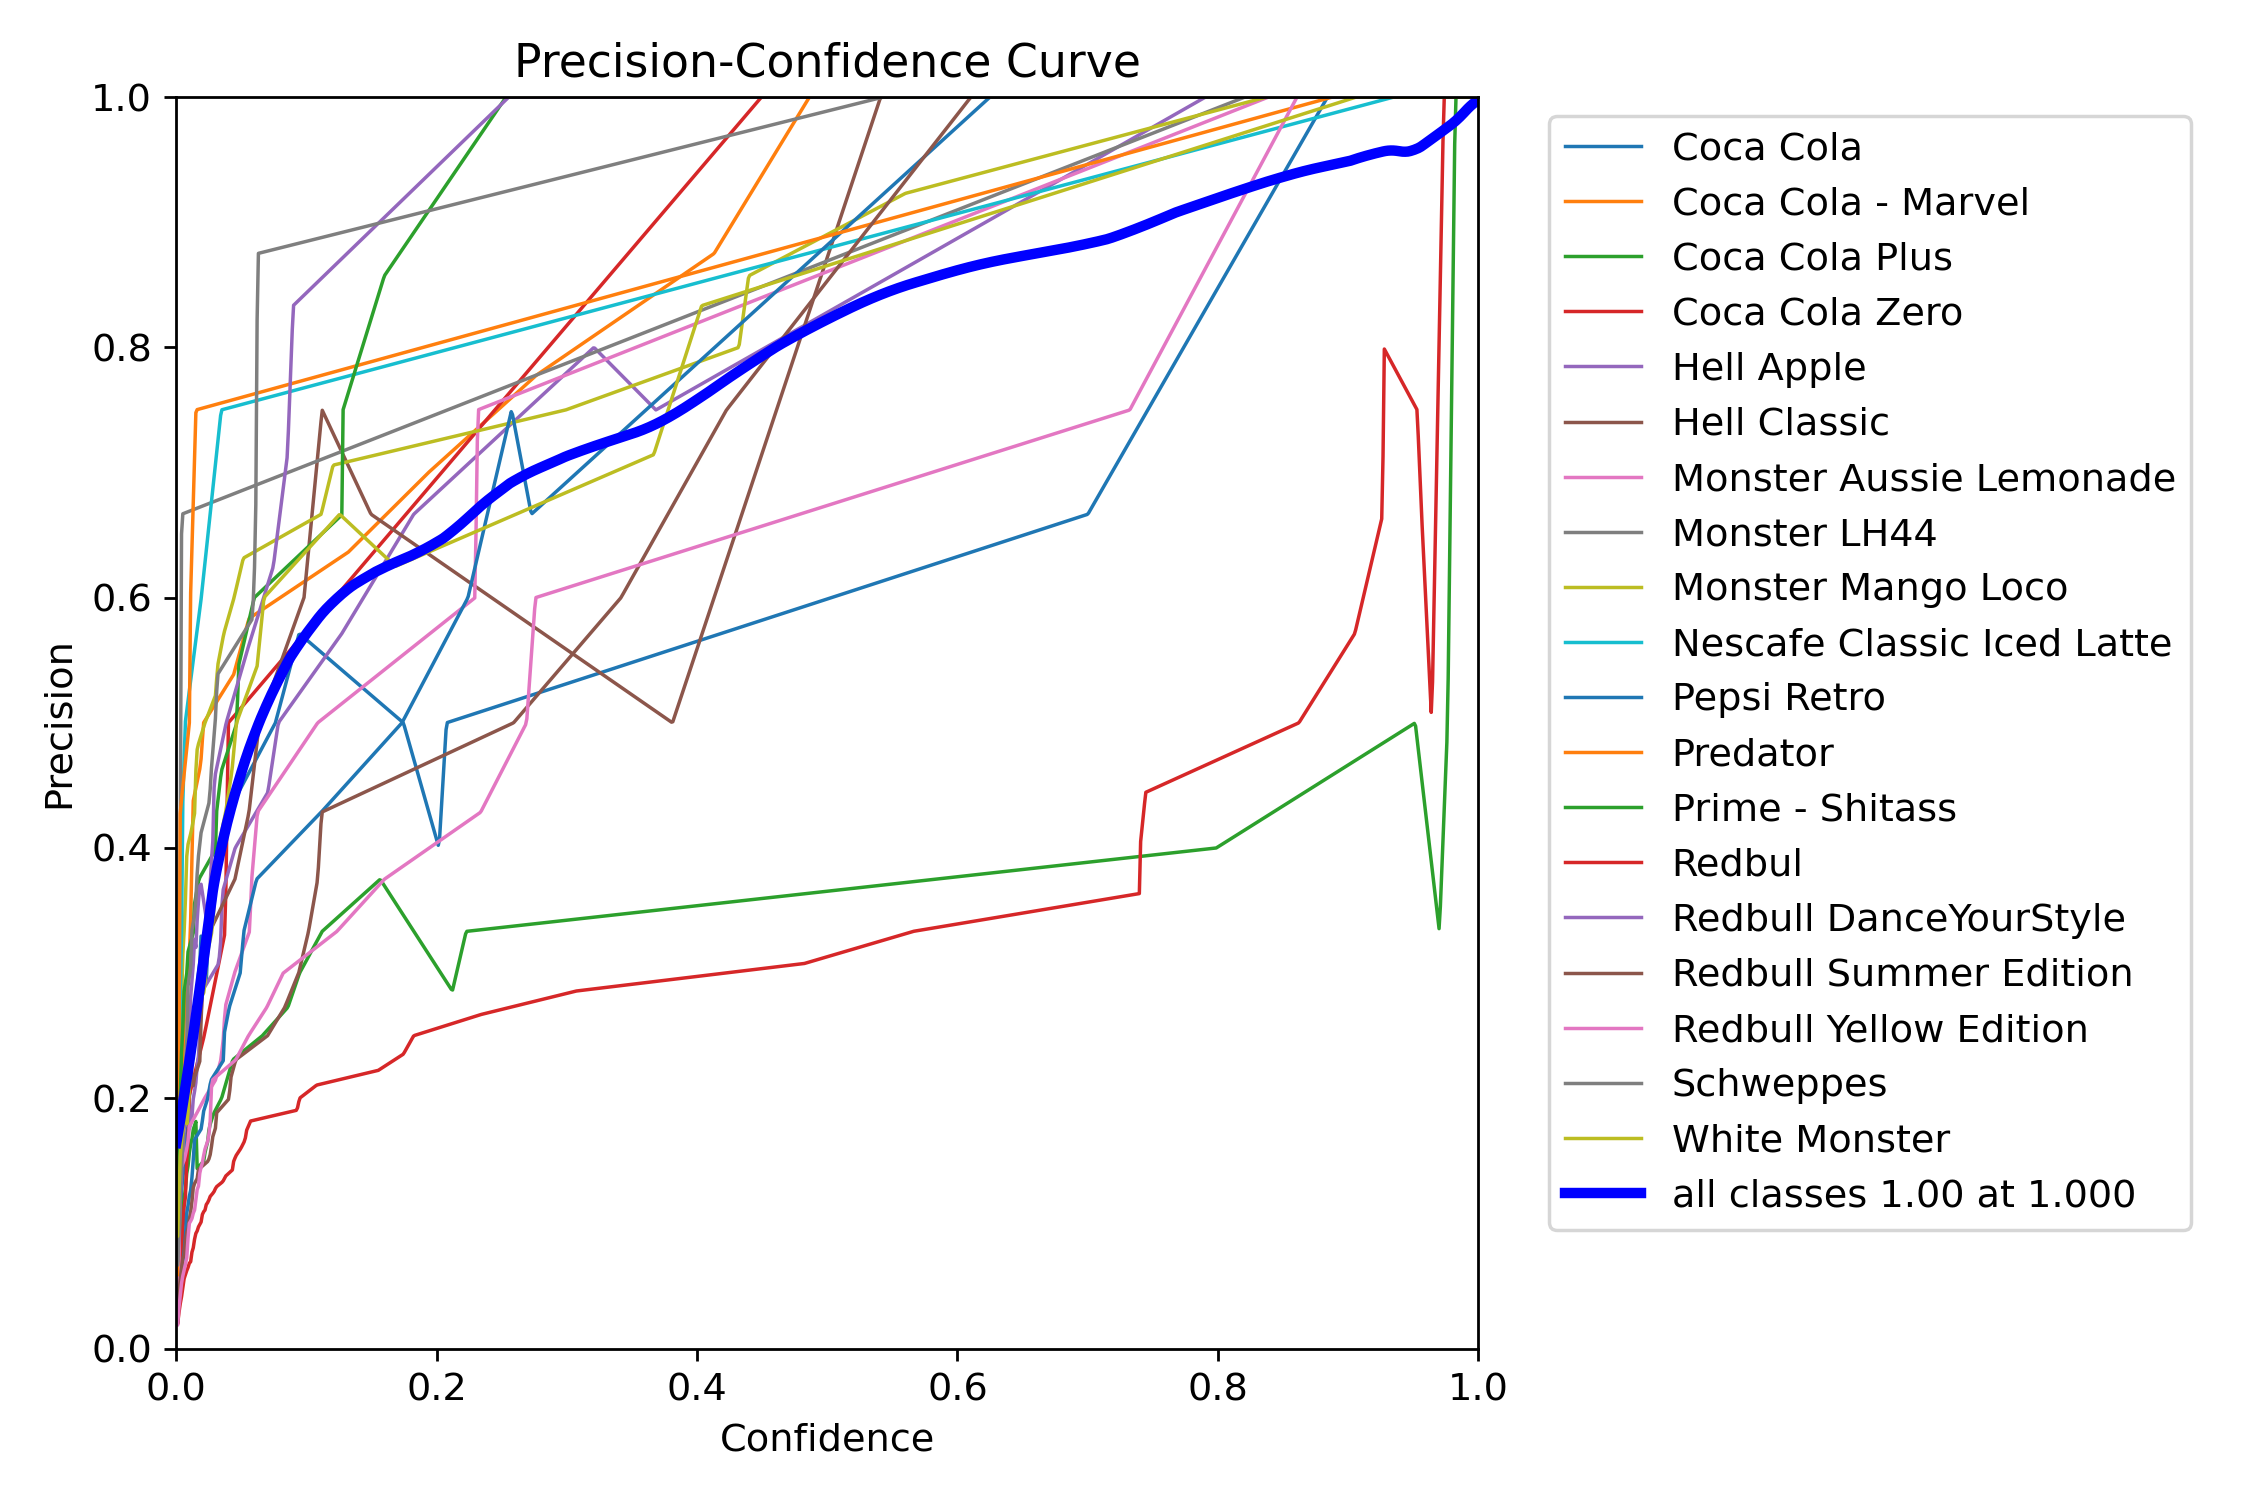 Precision-Confidence Curve
1.0
0.8
0.6
0.4
0.2
0.0
Precision
0.0 0.2 0.4 0.6 0.8 1.0
Confidence
Coca Cola
Coca Cola - Marvel
Coca Cola Plus
Coca Cola Zero
Hell Apple
Hell Classic
Monster Aussie Lemonade
Monster LH44
Monster Mango Loco
Nescafe Classic Iced Latte
Pepsi Retro
Predator
Prime - Shitass
Redbul
Redbull DanceYourStyle
Redbull Summer Edition
Redbull Yellow Edition
Schweppes
White Monster
all classes 1.00 at 1.000